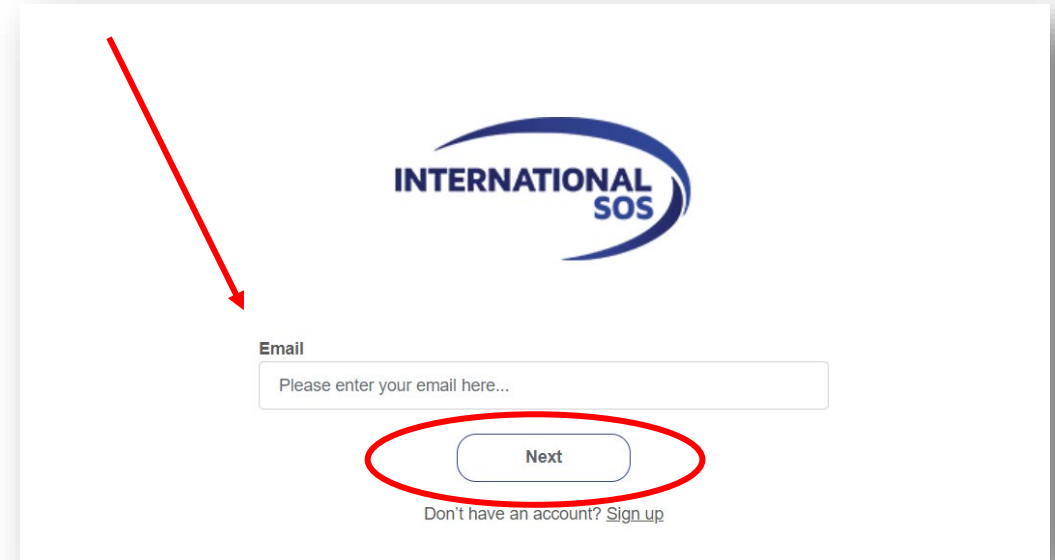 INTERNATIONAL
SOS
Email
Please enter your email here...
Next
Don't have an account? Sign up